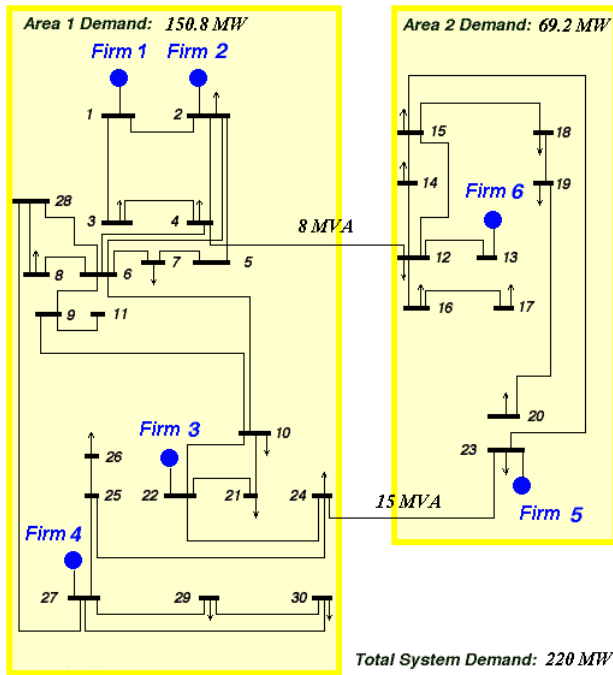 Area 1 Demand: 150.8 MW
Area 2 Demand: 69.2 MW
Firm 1
Firm 2
1
2
15
18
14
19
28
3
4
Firm 6
8 MVA
8
6
7
5
12
13
9
11
16
17
10
20
Firm 3
26
23
22
21
24
25
15 MVA
Firm 5
Firm 4
27
29
30
Total System Demand: 220 MW